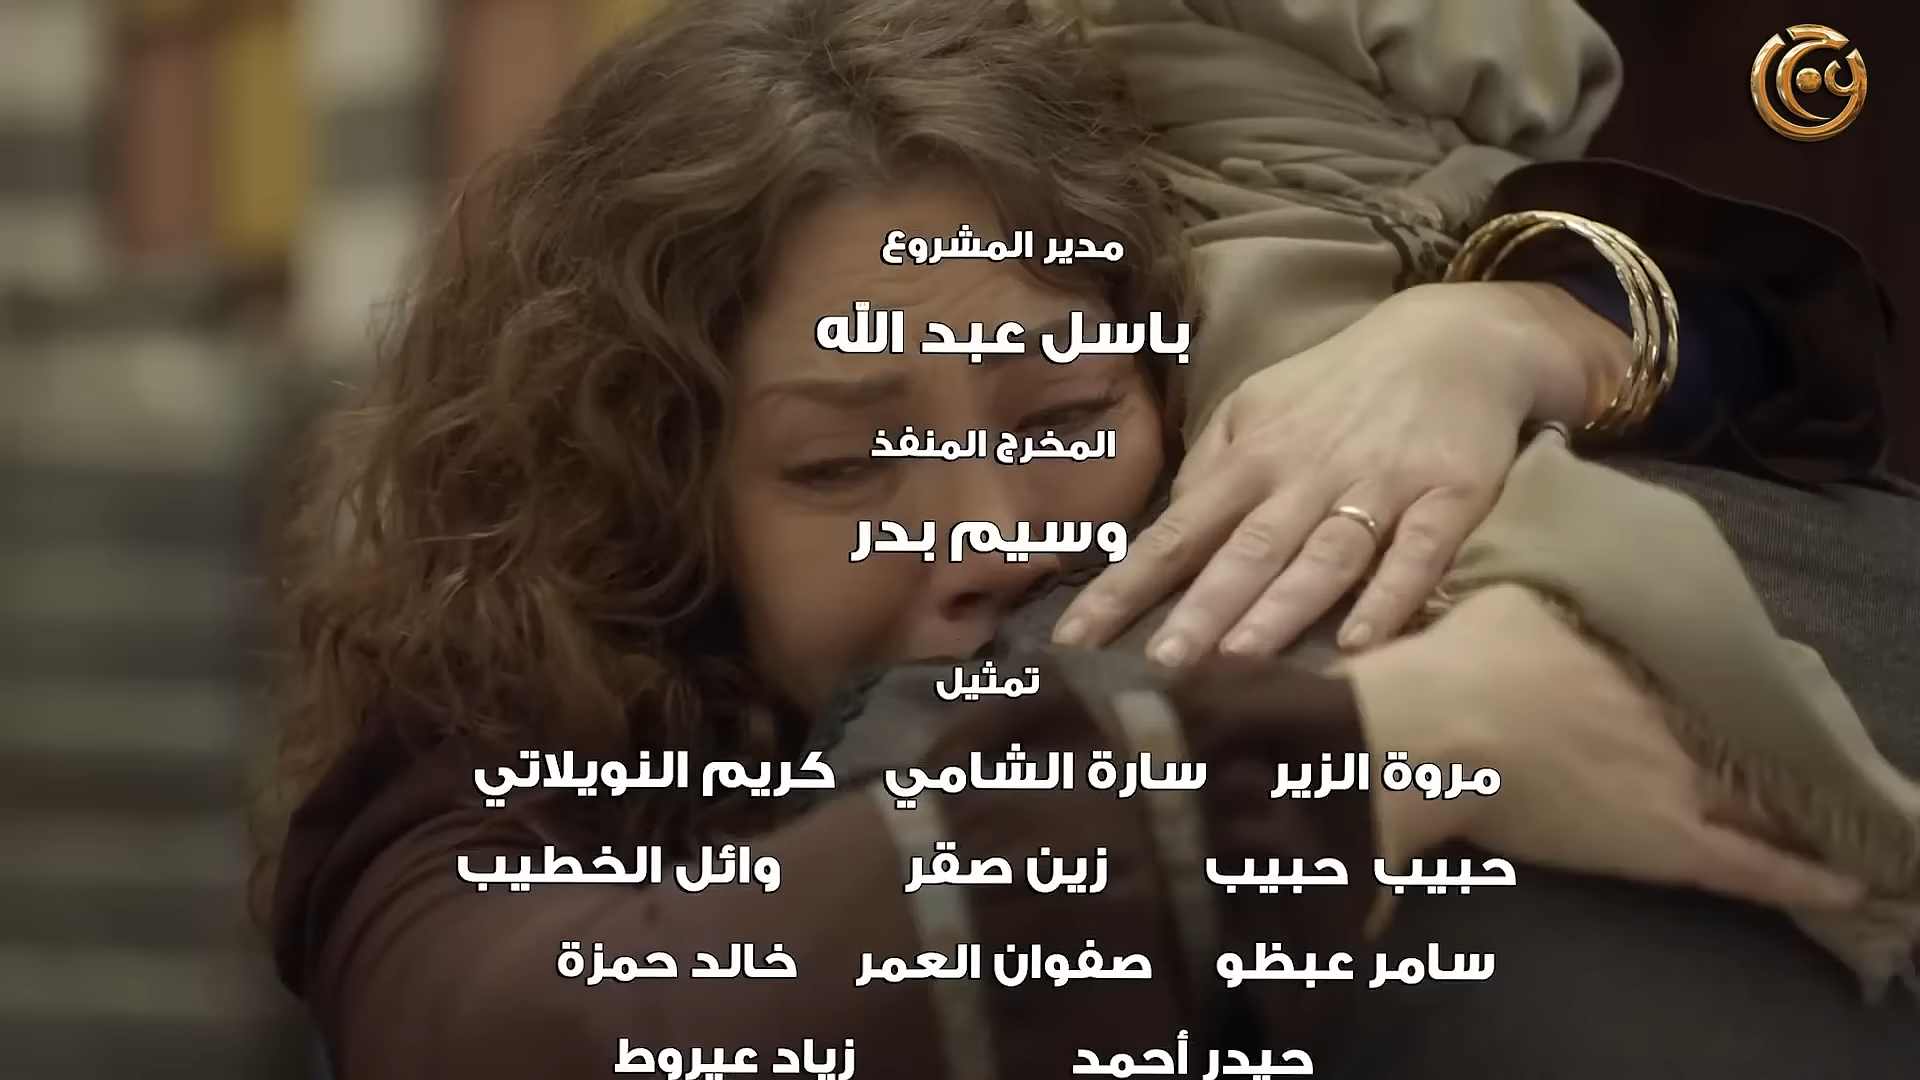 مدير المشروع
باسل عبد الله
المخرج المنفذ
وسيم بدر
تمثيل
مروة الزير سارة الشامي كريم النويلاتي
حبيب حبيب زين صقر وائل الخطيب
سامر عبظو صفوان العمر خالد حمزة
حيدر أحمد زياد عيروط